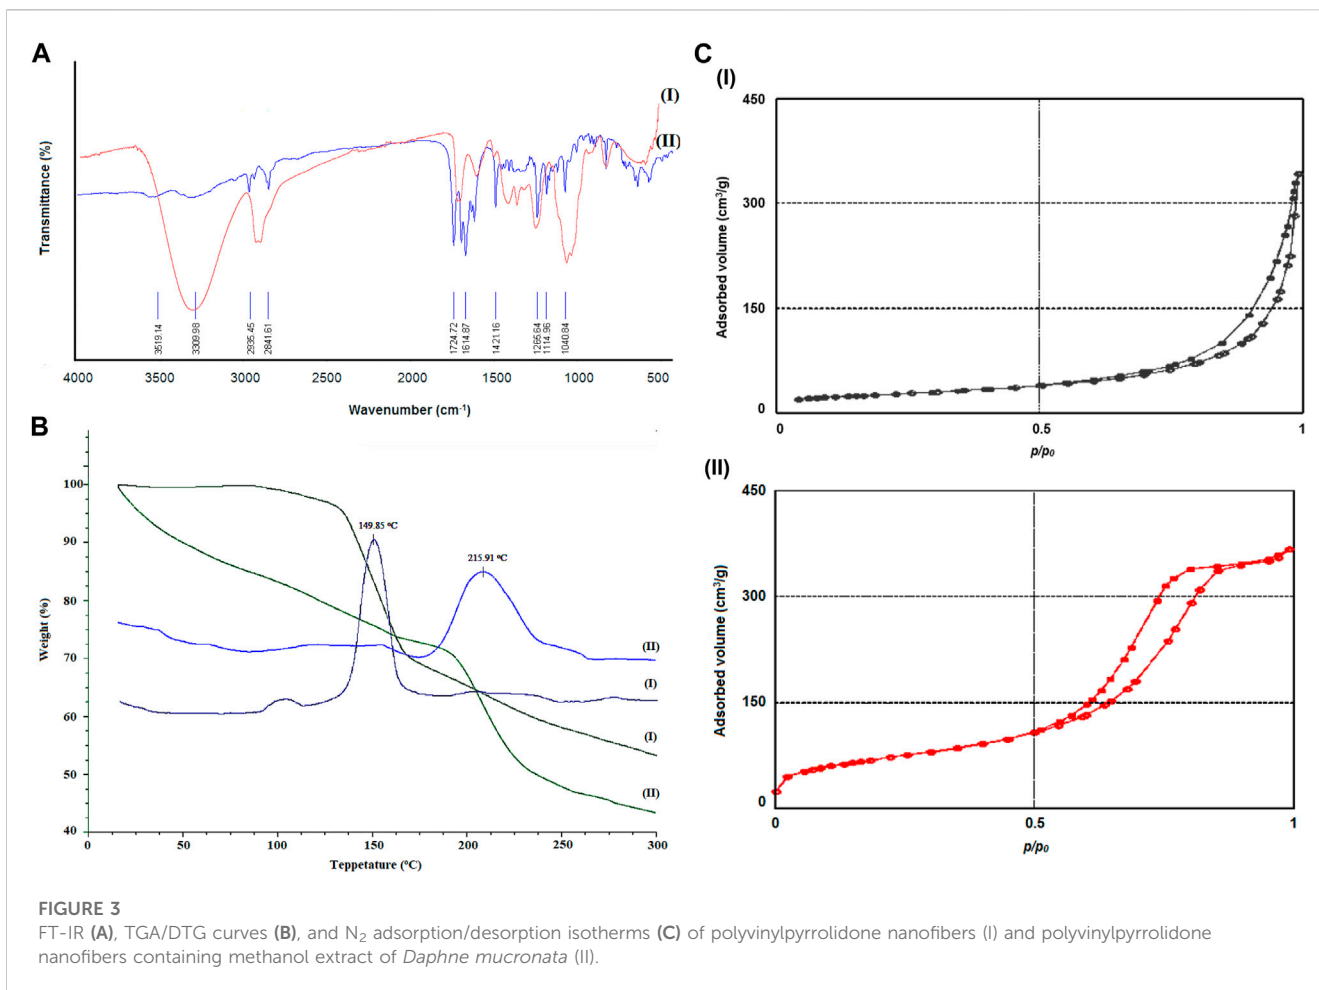 A
(I)
(II)
Transmittance (%)
3519.14
3309.98
2935.45
2841.61
1724.72
1614.87
1421.16
1265.64
1114.96
1040.84
4000 3500 3000 2500 2000 1500 1000 500
Wavenumber (cm-1)
B
100
90
80
70
60
50
40
Weight (%)
149.85 ºC
215.91 ºC
(II)
(I)
(I)
(II)
0 50 100 150 200 250 300
Teppetature (ºC)
C
(I)
450
300
150
0
Adsorbed volume (cm3/g)
0 0.5 1
p/p0
(II)
450
300
150
0
Adsorbed volume (cm3/g)
0 0.5 1
p/p0
FIGURE 3
FT-IR (A), TGA/DTG curves (B), and N2 adsorption/desorption isotherms (C) of polyvinylpyrrolidone nanofibers (I) and polyvinylpyrrolidone
nanofibers containing methanol extract of Daphne mucronata (II).